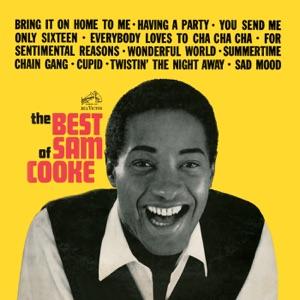 BRING IT ON HOME TO ME • HAVING A PARTY • YOU SEND ME
ONLY SIXTEEN • EVERYBODY LOVES TO CHA CHA CHA • FOR
SENTIMENTAL REASONS • WONDERFUL WORLD • SUMMERTIME
CHAIN GANG • CUPID • TWISTIN' THE NIGHT AWAY • SAD MOOD
RCA VICTOR
the BEST
of SAM
COOKE